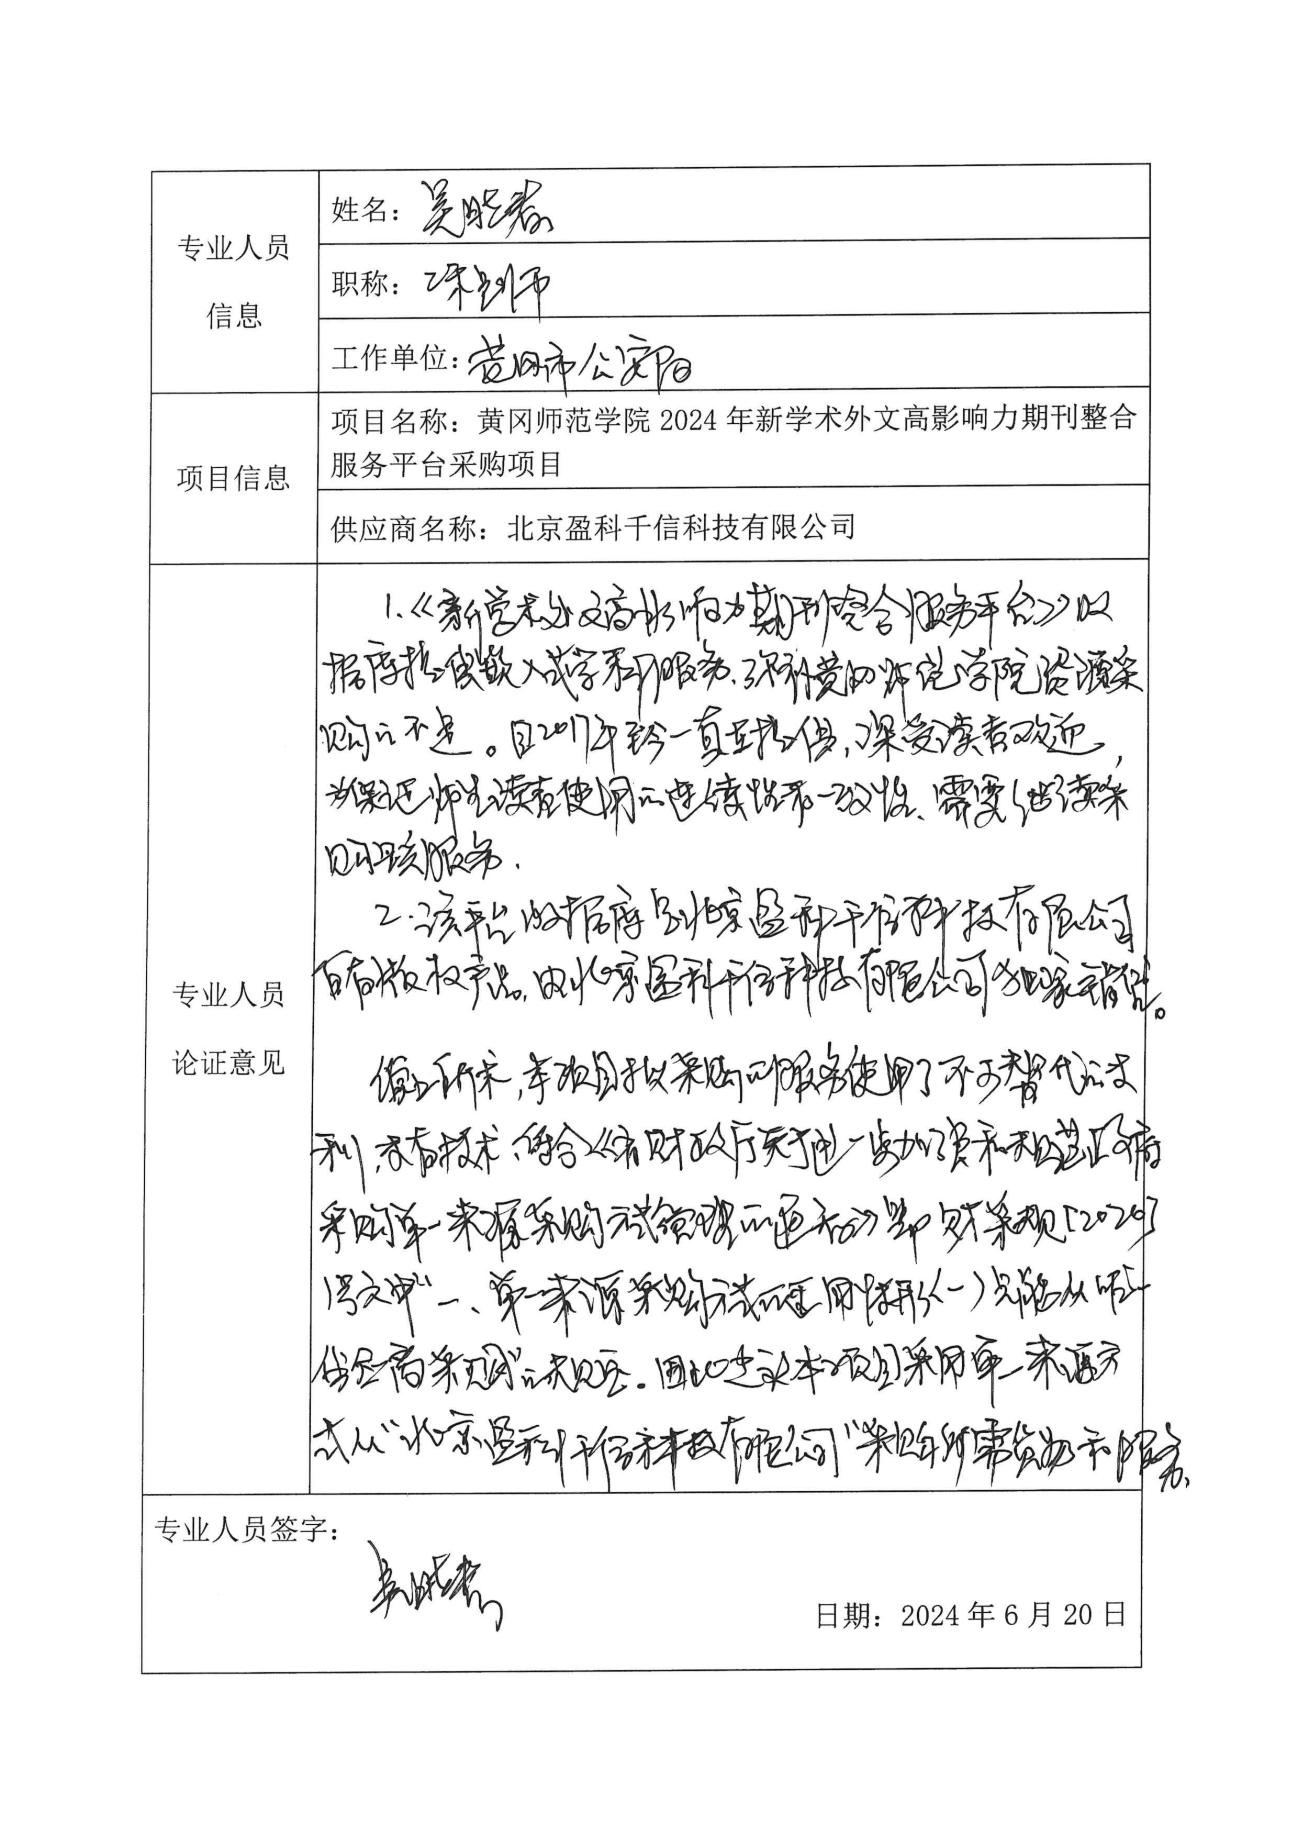 姓名：吴晓春
职称：
工作单位：黄冈市公安局
专业人员
信息
项目名称：黄冈师范学院 2024 年新学术外文高影响力期刊整合
服务平台采购项目
项目信息
供应商名称：北京盈科千信科技有限公司
1.《新学术外文高影响力期刊整合服务平台》数
据库提供嵌入式学科服务、弥补黄冈师范学院资源采
购的不足。自2017年至今一直在提供，深受读者欢迎，
为保证师生读者使用的连续性和一致性、需要继续采
购该服务.
2.该平台的数据库是北京盈科千信科技有限公司
自有版权产品，由北京盈科千信科技有限公司独家销售。
专业人员
论证意见
综上所术，本项目拟采购的服务使用了不可替代的专
利、专有技术，符合《省财政厅关于进一步加强和规范政府
采购单一来源采购方式管理的通知》鄂财采规［2020］
1号文中“一、单一来源采购方式的适用情形（一）只能从唯一
供应商采购”的规定。因此建议本项目采用单一来源方
式从“北京盈科千信科技有限公司”采购所需货物和服务.
专业人员签字：
吴晓春
日期：2024 年 6 月 20 日